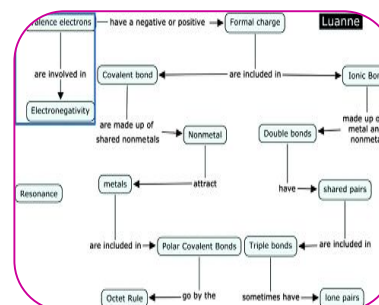 valence electrons
have a negative or positive
Formal charge
Luanne
are involved in
Covalent bond
are included in
Ionic Bon
Electronegativity
are made up of
shared nonmetals
Nonmetal
Double bonds
made up o
metal an
nonmeta
Resonance
metals
attract
have
shared pairs
are included in
Polar Covalent Bonds
Triple bonds
are included in
Octet Rule
go by the
sometimes have
lone pairs